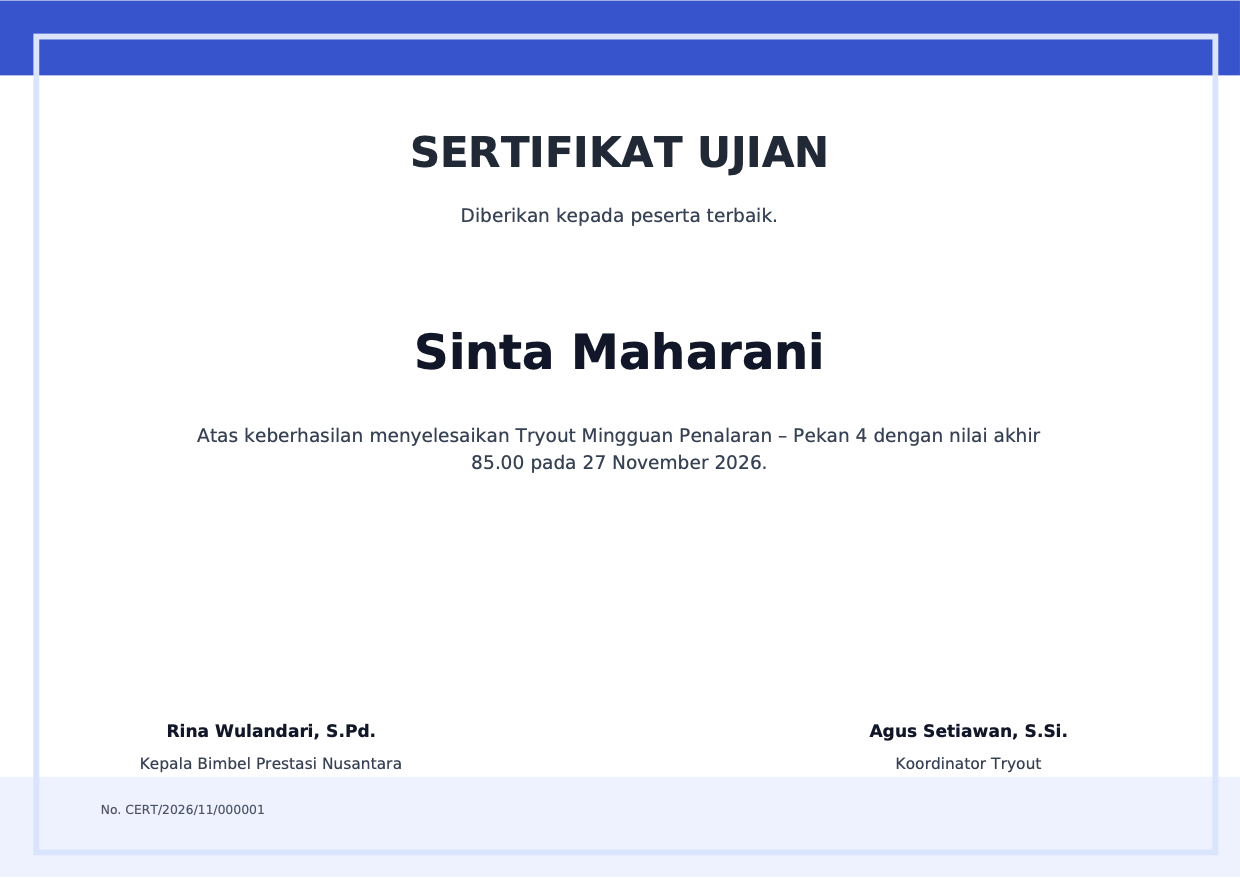 SERTIFIKAT UJIAN
Diberikan kepada peserta terbaik.
Sinta Maharani
Atas keberhasilan menyelesaikan Tryout Mingguan Penalaran – Pekan 4 dengan nilai akhir
85.00 pada 27 November 2026.
Rina Wulandari, S.Pd.
Kepala Bimbel Prestasi Nusantara
Agus Setiawan, S.Si.
Koordinator Tryout
No. CERT/2026/11/000001